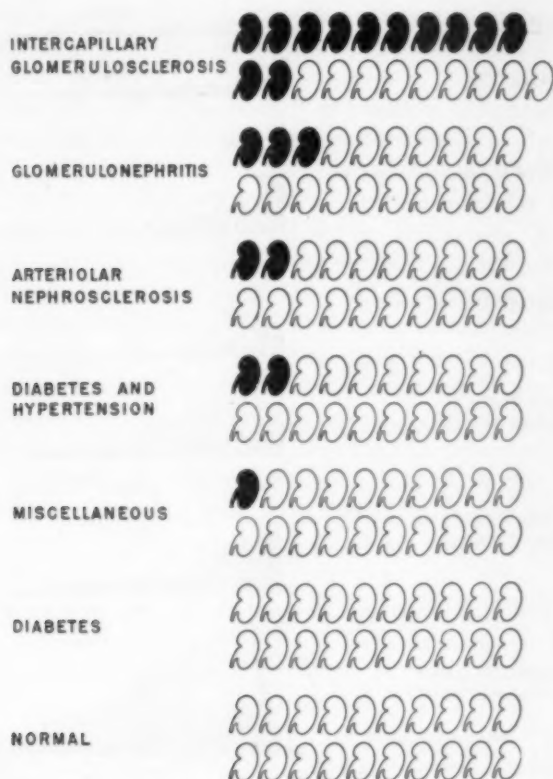 INTERCAPILLARY
GLOMERULOSCLEROSIS
GLOMERULONEPHRITIS
ARTERIOLAR
NEPHROSCLEROSIS
DIABETES AND
HYPERTENSION
MISCELLANEOUS
DIABETES
NORMAL